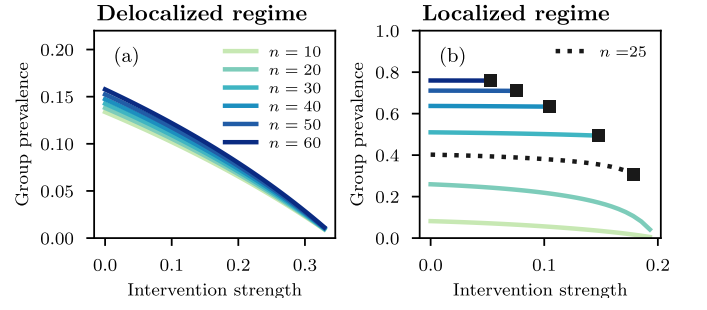 Delocalized regime
Group prevalence
0.20
0.15
0.10
0.05
0.00
(a)
n = 10
n = 20
n = 30
n = 40
n = 50
n = 60
0.0 0.1 0.2 0.3
Intervention strength
Localized regime
Group prevalence
1.0
0.8
0.6
0.4
0.2
0.0
(b)
n =25
0.0 0.1 0.2
Intervention strength